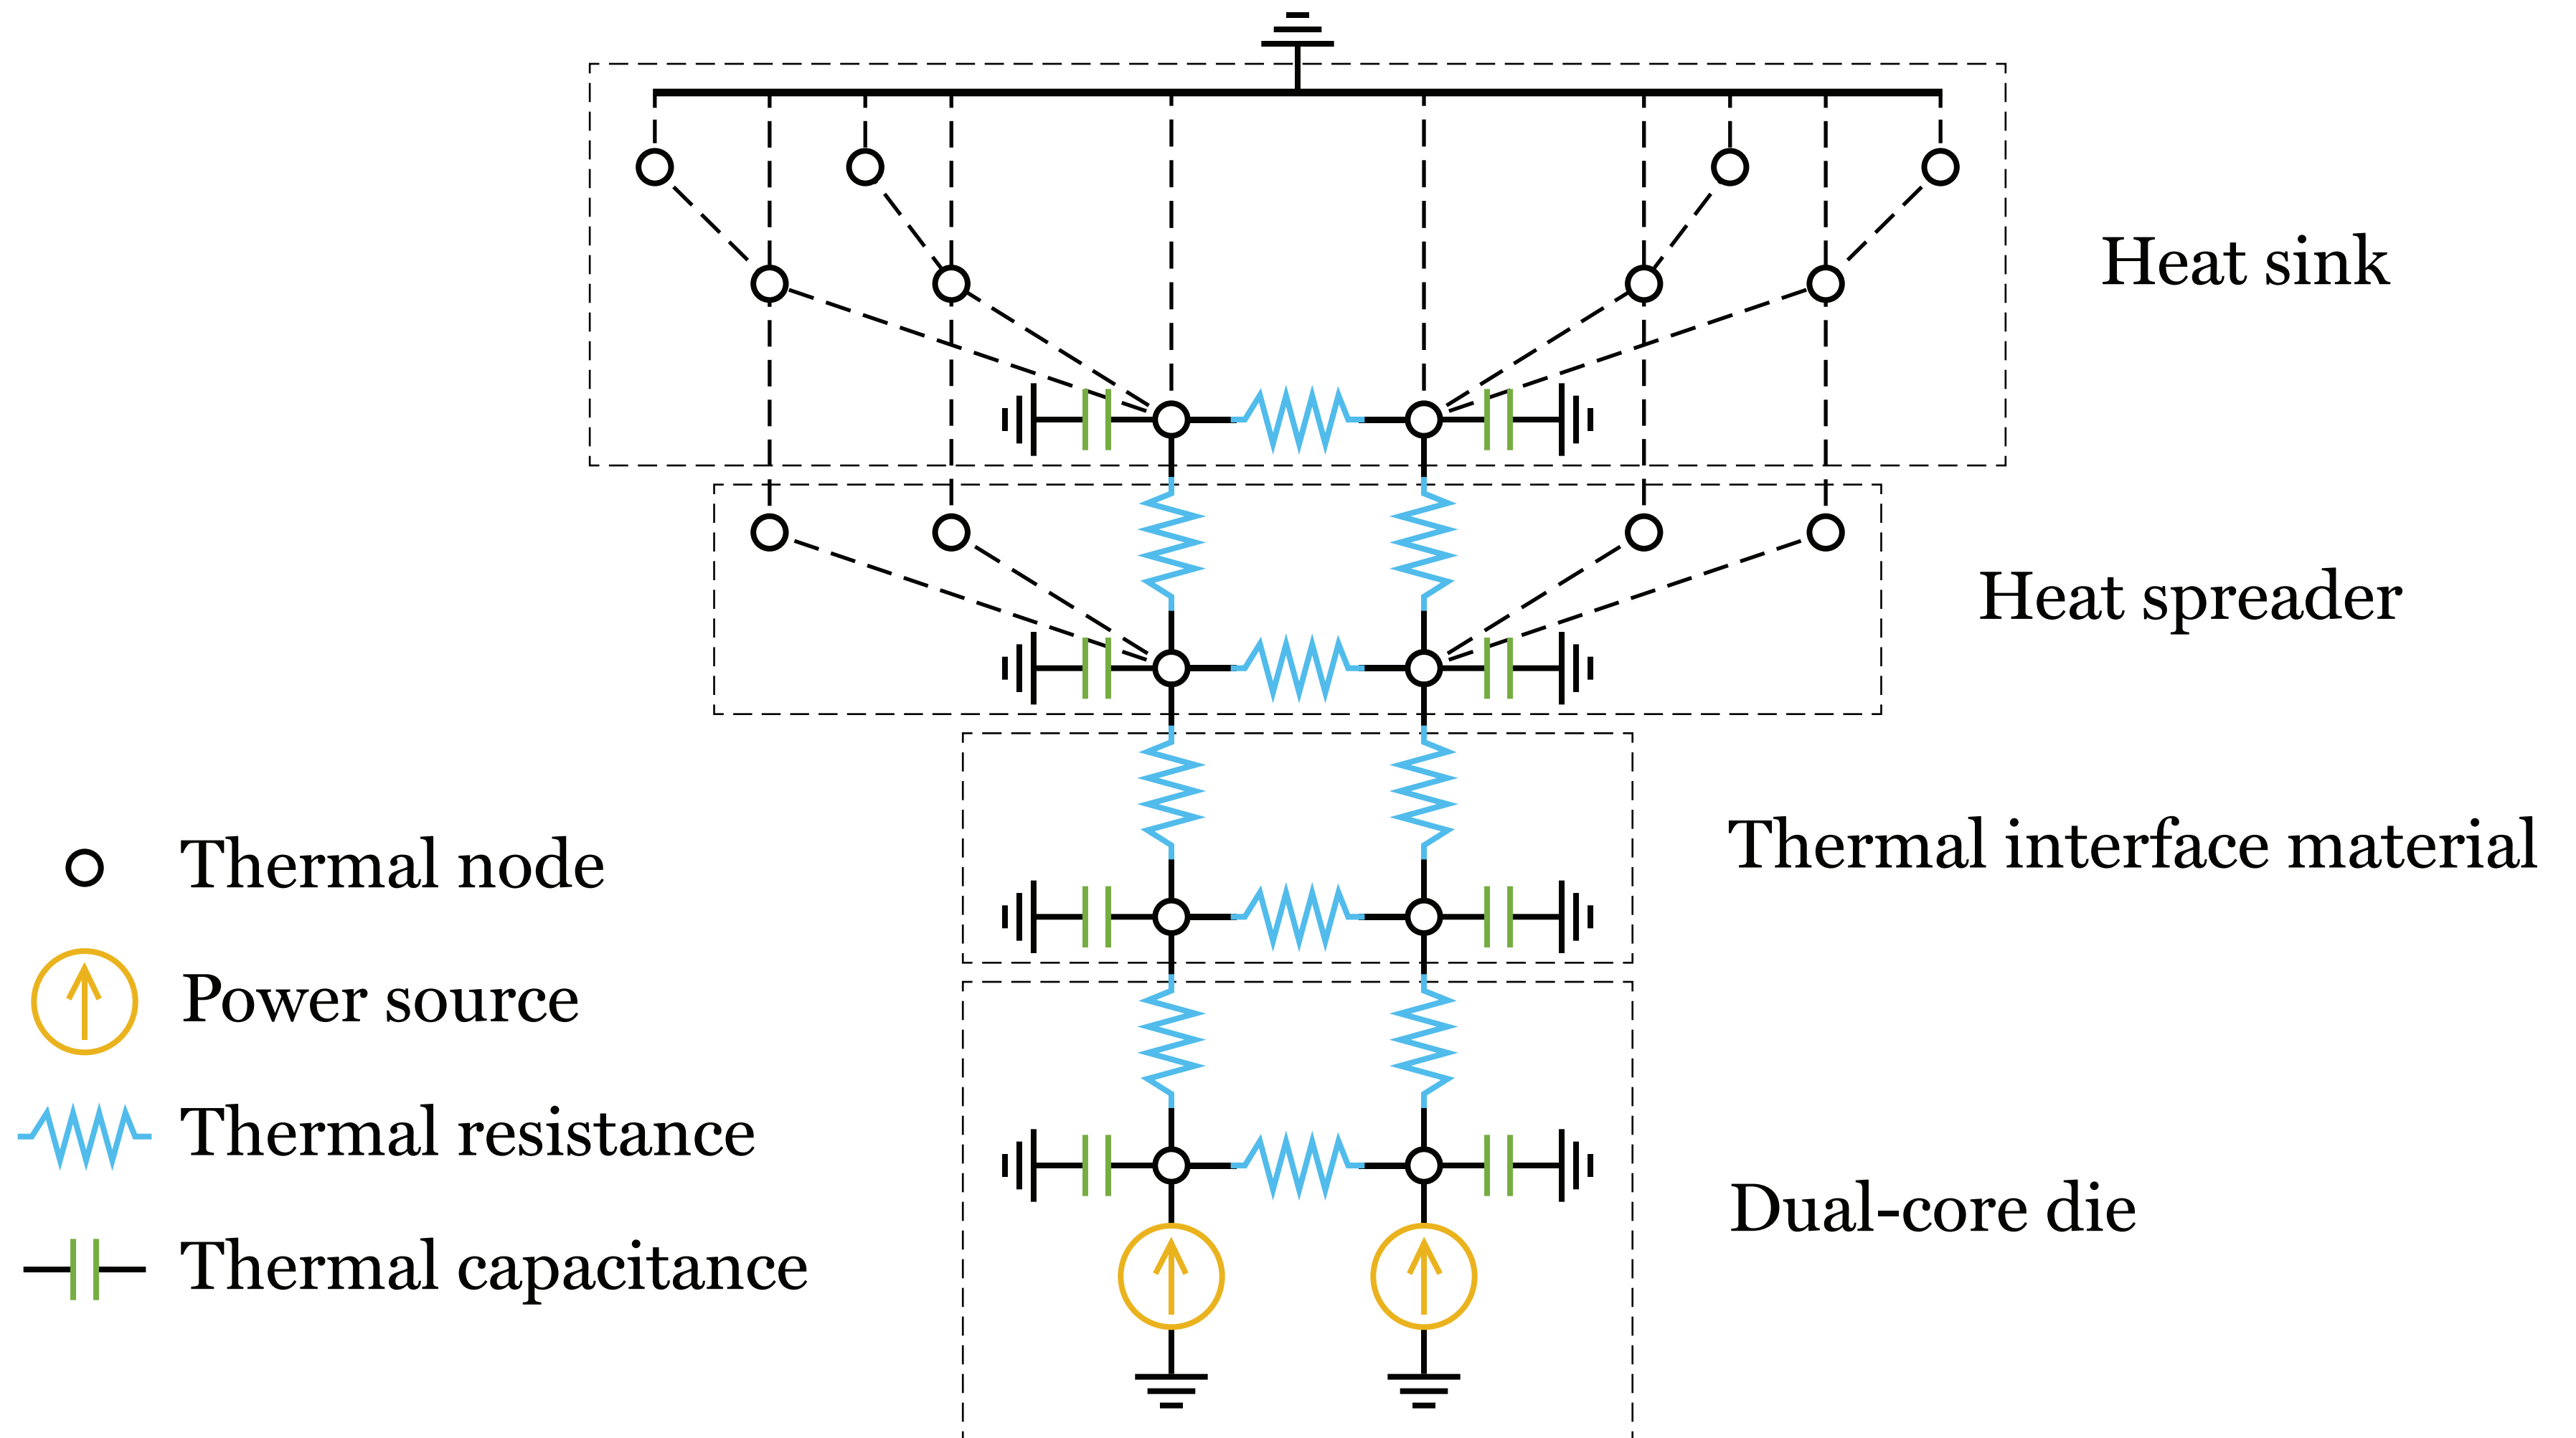 Heat sink
Heat spreader
Thermal interface material
Dual-core die
Thermal node
Power source
Thermal resistance
Thermal capacitance